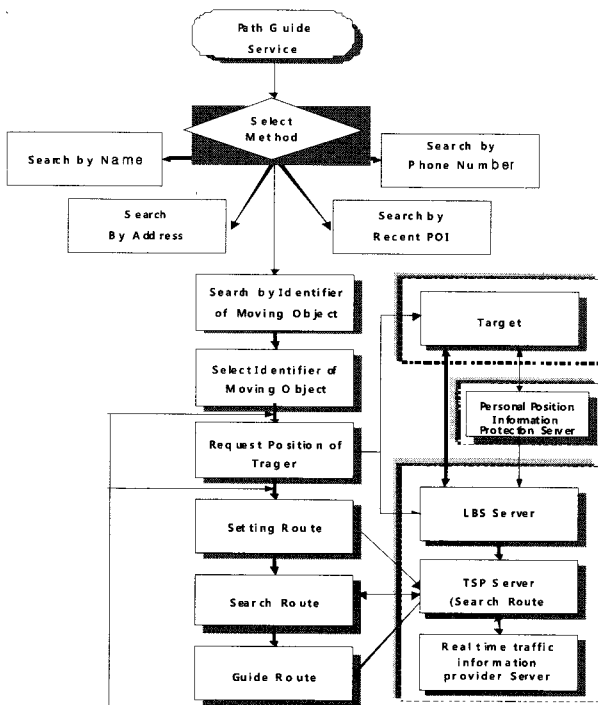 Path Guide
Service
Select
Method
Search by Name
Search by
Phone Number
Search
By Address
Search by
Recent POI
Search by Identifier
of Moving Object
Target
Select Identifier of
Moving Object
Personal Position
Information
Protection Server
Request Position of
Trager
LBS Server
Setting Route
TSP Server
(Search Route
Search Route
Real time traffic
information
provider Server
Guide Route